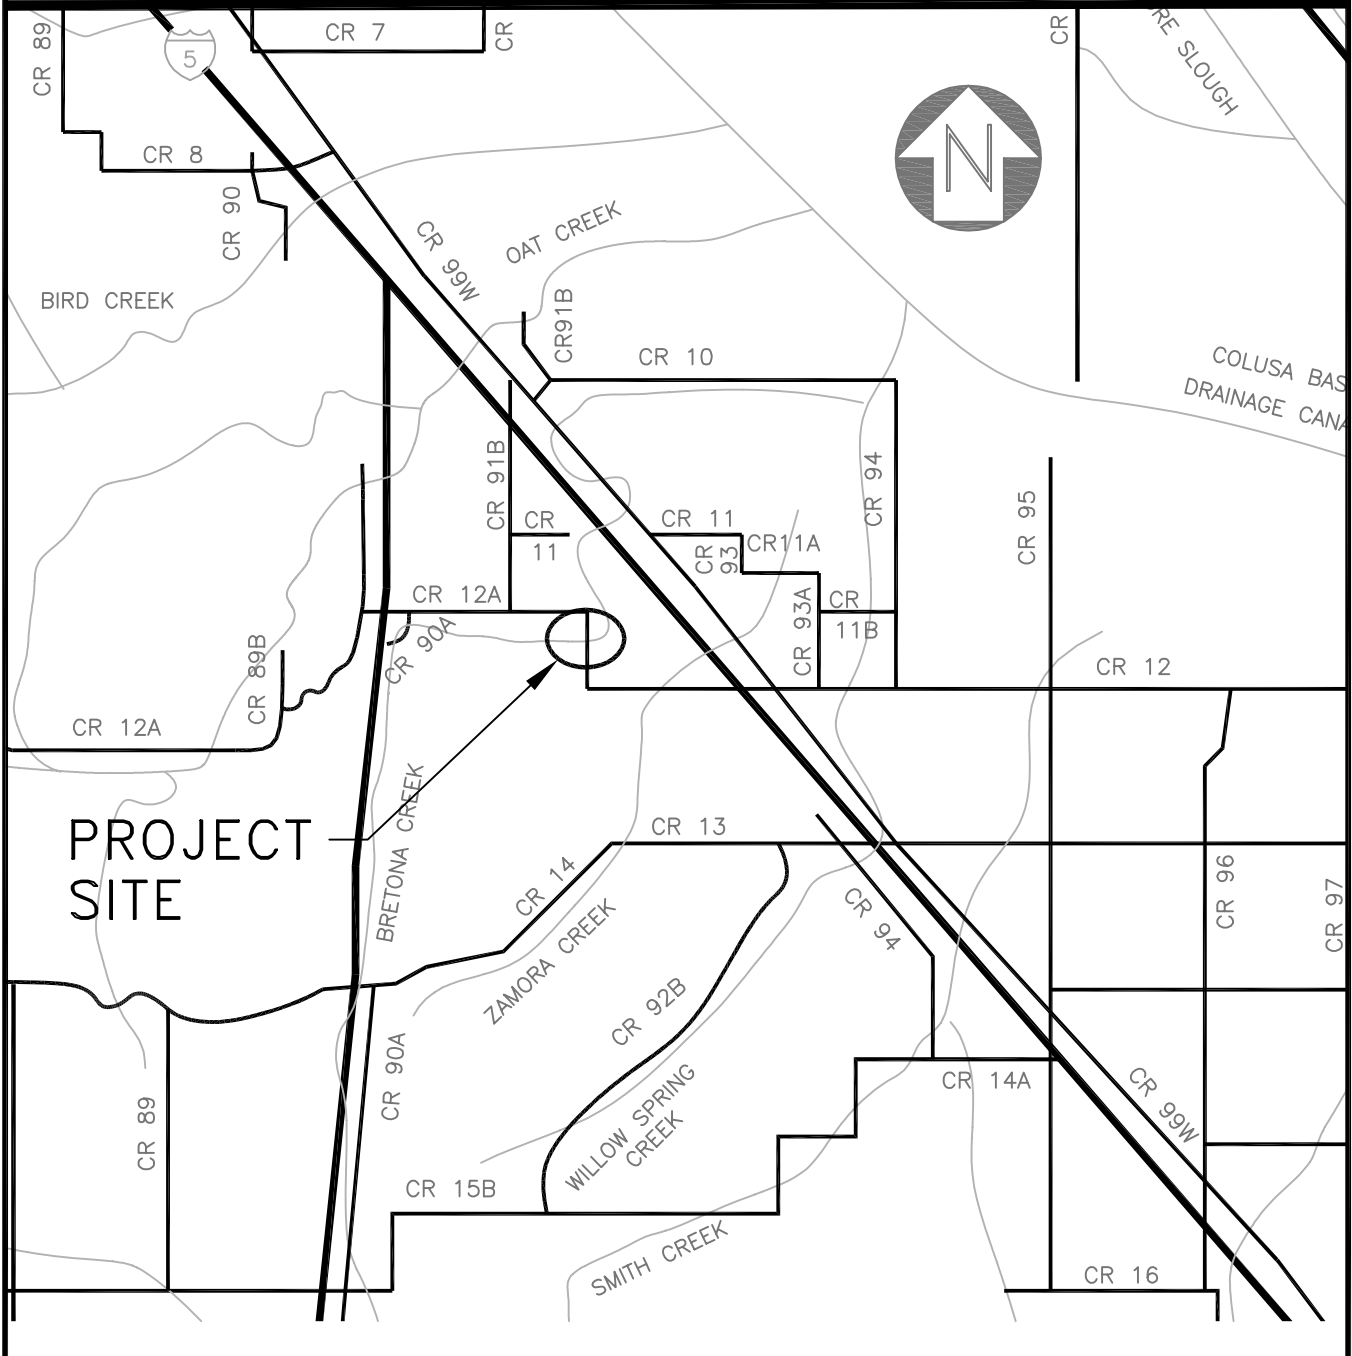 CR 89
CR 7
CR
5
CR
RE SLOUGH
N
CR 8
CR 90
CR 99W
OAT CREEK
BIRD CREEK
CR91B
CR 10
COLUSA BAS
DRAINAGE CANA
CR 91B
CR
11
CR 11
CR
93
CR11A
CR 94
CR 95
CR 12A
CR 90A
CR 93A
CR
11B
CR 12
CR 89B
CR 12A
PROJECT
SITE
BRETONA CREEK
CR 13
CR 14
ZAMORA CREEK
CR 94
CR 96
CR 97
CR 92B
CR 90A
CR 89
WILLOW SPRING
CREEK
CR 14A
CR 99W
CR 15B
SMITH CREEK
CR 16